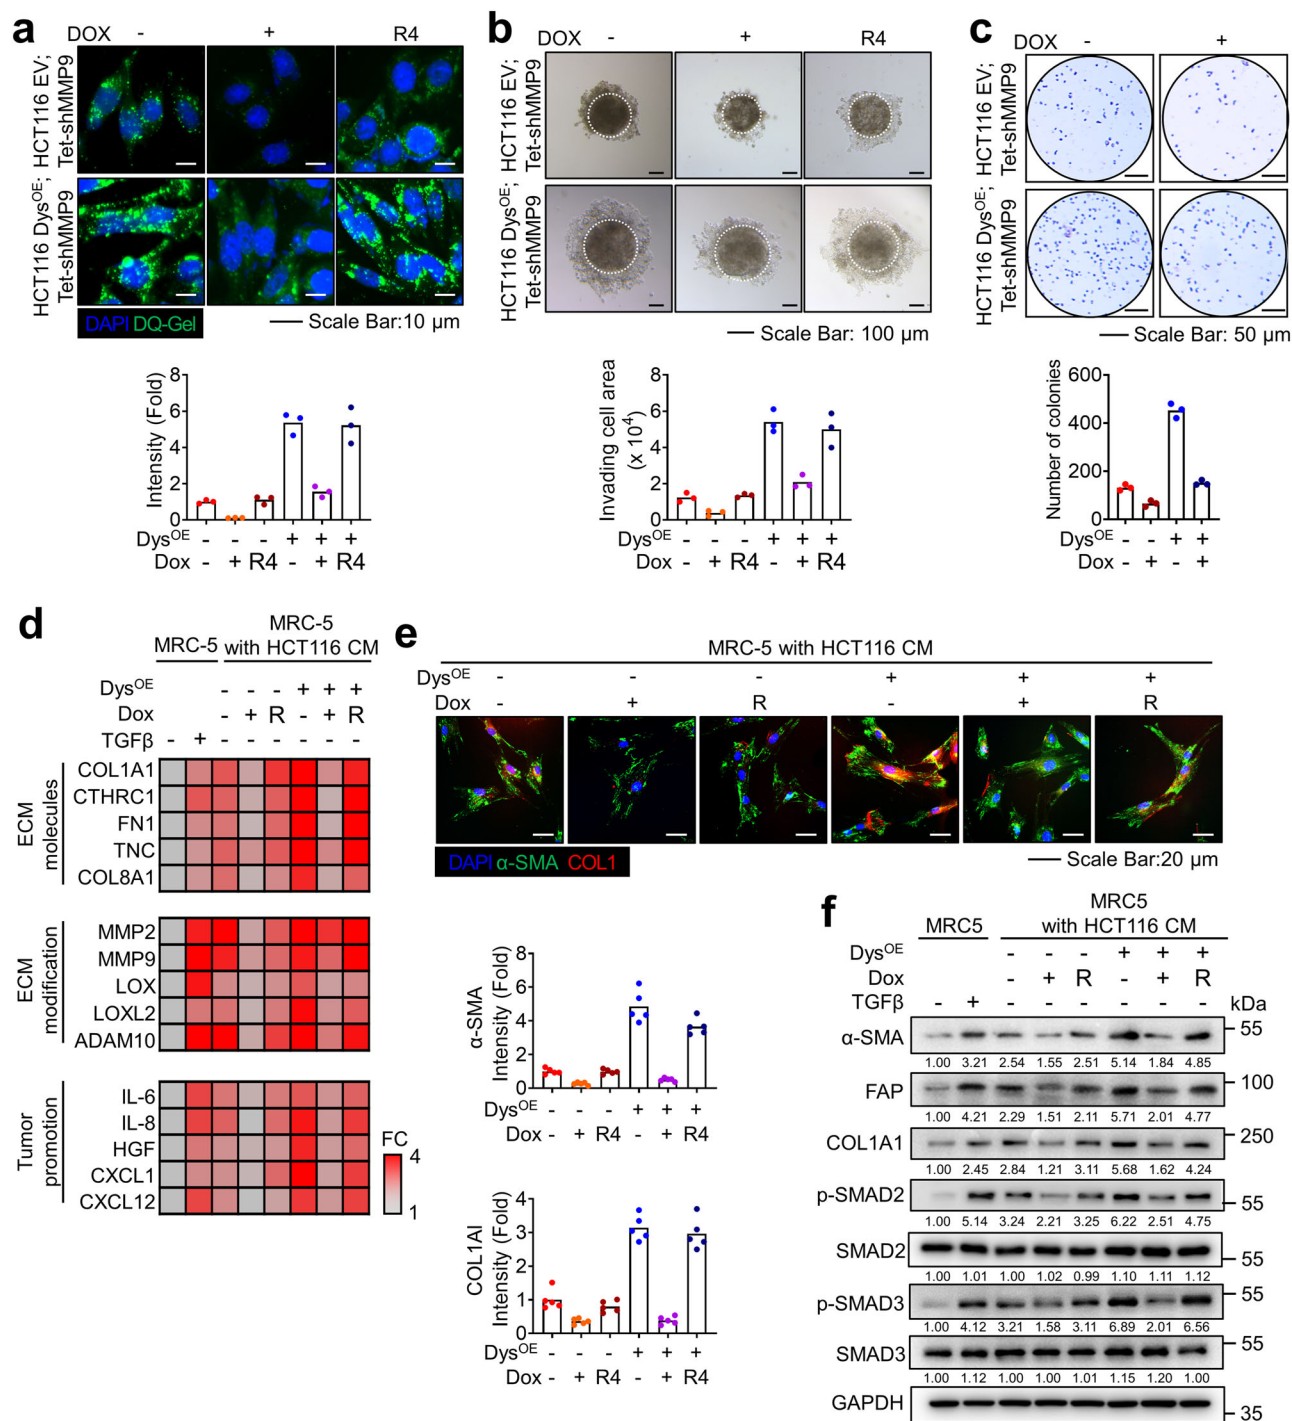 a
DOX - + R4
HCT116 EV;
Tet-shMMP9
HCT116 Dys^OE;
Tet-shMMP9
DAPI DQ-Gel
Scale Bar:10 µm
Intensity (Fold)
8
6
4
2
0
Dys^OE - - - + + +
Dox - + R4 - + R4
b
DOX - + R4
HCT116 EV;
Tet-shMMP9
HCT116 Dys^OE;
Tet-shMMP9
Scale Bar: 100 µm
Invading cell area
(x 10^4)
8
6
4
2
0
Dys^OE - - - + + +
Dox - + R4 - + R4
c
DOX - +
HCT116 EV;
Tet-shMMP9
HCT116 Dys^OE;
Tet-shMMP9
Scale Bar: 50 µm
Number of colonies
600
400
200
0
Dys^OE - - + +
Dox - + - +
d
MRC-5
MRC-5
with HCT116 CM
Dys^OE - - - + + +
Dox - + R - + R
TGFβ - + - - - - - -
ECM
molecules
COL1A1
CTHRC1
FN1
TNC
COL8A1
ECM
modification
MMP2
MMP9
LOX
LOXL2
ADAM10
Tumor
promotion
IL-6
IL-8
HGF
CXCL1
CXCL12
FC
4
1
e
MRC-5 with HCT116 CM
Dys^OE - - - + + +
Dox - + R - + R
DAPI α-SMA COL1
Scale Bar:20 µm
α-SMA
Intensity (Fold)
8
6
4
2
0
Dys^OE - - - + + +
Dox - + R4 - + R4
COL1AI
Intensity (Fold)
4
3
2
1
0
Dys^OE - - - + + +
Dox - + R4 - + R4
f
MRC5
MRC5
with HCT116 CM
Dys^OE - - - + + +
Dox - + R - + R
TGFβ - + - - - - - - kDa
α-SMA 55
1.00 3.21 2.54 1.55 2.51 5.14 1.84 4.85
FAP 100
1.00 4.21 2.29 1.51 2.11 5.71 2.01 4.77
COL1A1 250
1.00 2.45 2.84 1.21 3.11 5.68 1.62 4.24
p-SMAD2 55
1.00 5.14 3.24 2.21 3.25 6.22 2.51 4.75
SMAD2 55
1.00 1.01 1.00 1.02 0.99 1.10 1.11 1.12
p-SMAD3 55
1.00 4.12 3.21 1.58 3.11 6.89 2.01 6.56
SMAD3 55
1.00 1.12 1.00 1.00 1.01 1.15 1.20 1.00
GAPDH 35